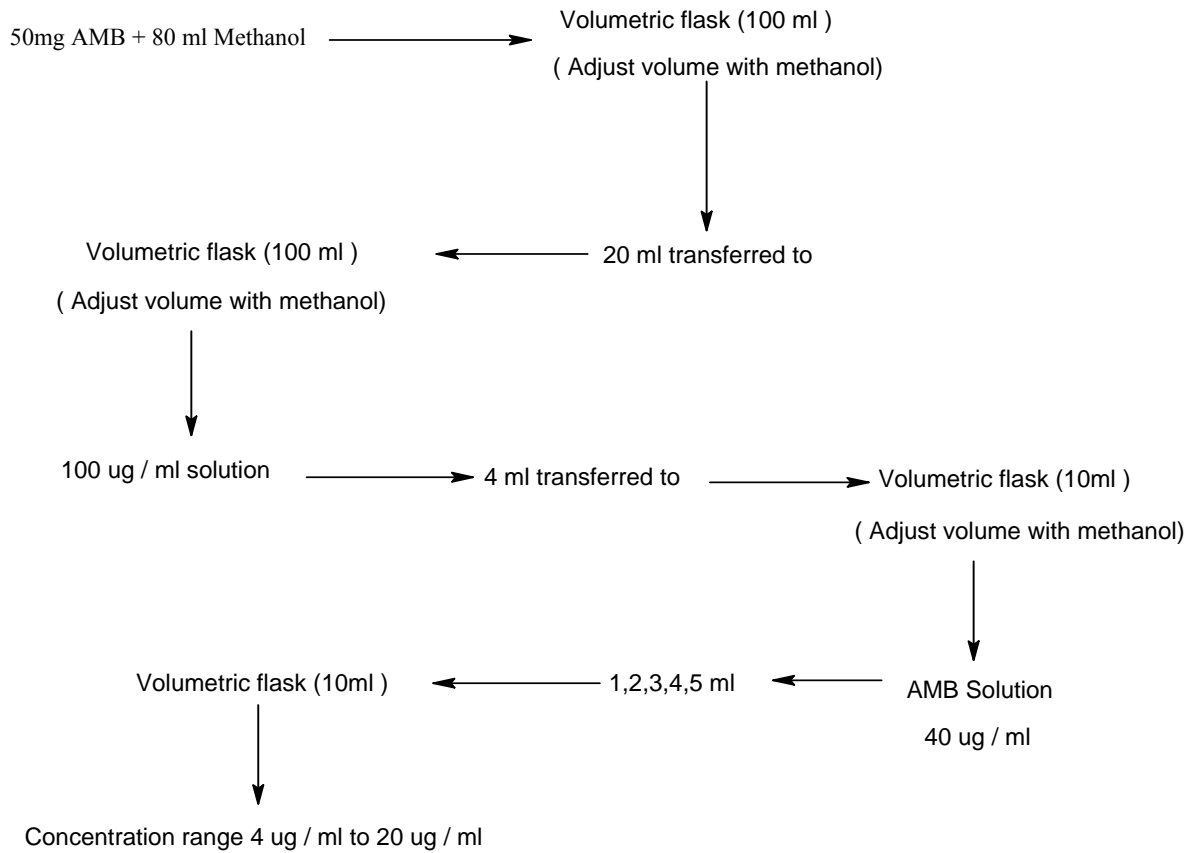 50mg AMB + 80 ml Methanol
Volumetric flask (100 ml )
( Adjust volume with methanol)
20 ml transferred to
Volumetric flask (100 ml )
( Adjust volume with methanol)
100 ug / ml solution
4 ml transferred to
Volumetric flask (10ml )
( Adjust volume with methanol)
AMB Solution
40 ug / ml
1,2,3,4,5 ml
Volumetric flask (10ml )
Concentration range 4 ug / ml to 20 ug / ml